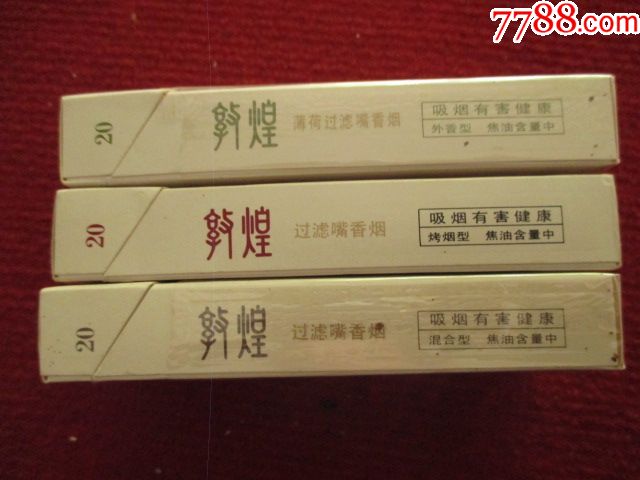 7788.com
20
敦煌
薄荷过滤嘴香烟
吸烟有害健康
外香型 焦油含量中
20
敦煌
过滤嘴香烟
吸烟有害健康
烤烟型 焦油含量中
20
敦煌
过滤嘴香烟
吸烟有害健康
混合型 焦油含量中